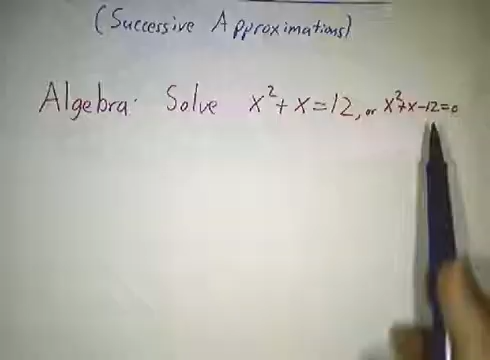 (Successive Approximations)
Algebra: Solve x²+x=12, or x²+x-12=0